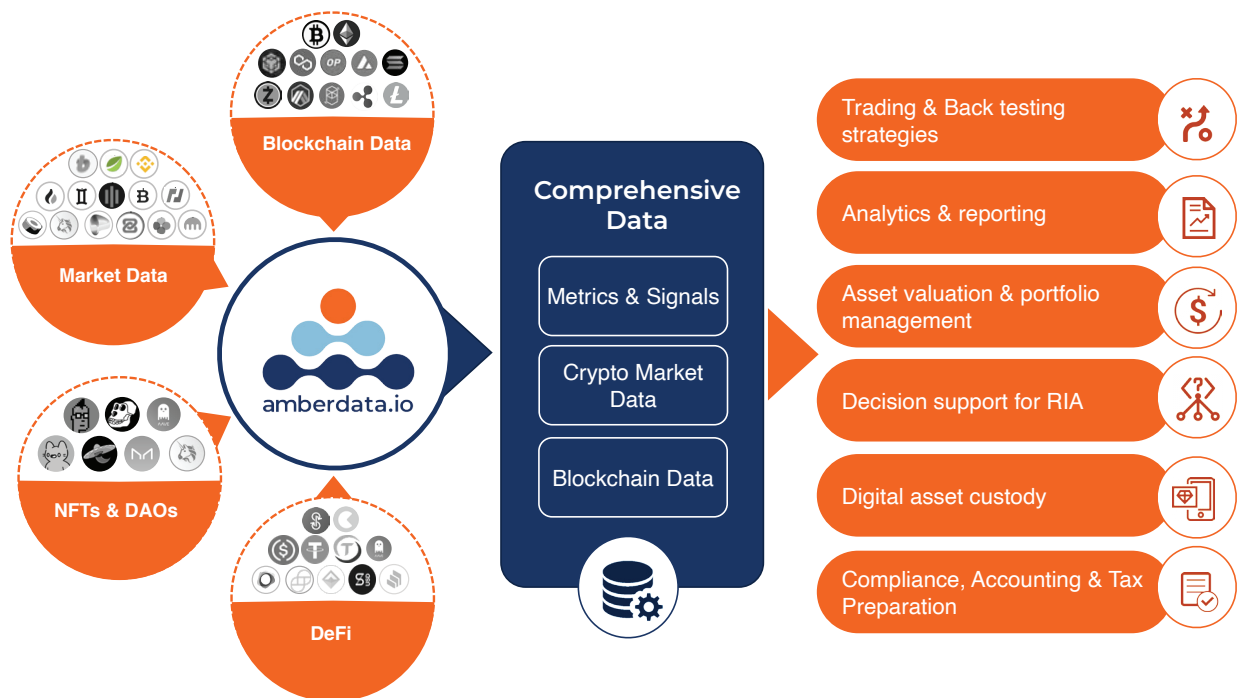 OP
Blockchain Data
Market Data
NFTs & DAOs
DeFi
amberdata.io
Comprehensive
Data
Metrics & Signals
Crypto Market
Data
Blockchain Data
Trading & Back testing
strategies
Analytics & reporting
Asset valuation & portfolio
management
Decision support for RIA
Digital asset custody
Compliance, Accounting & Tax
Preparation